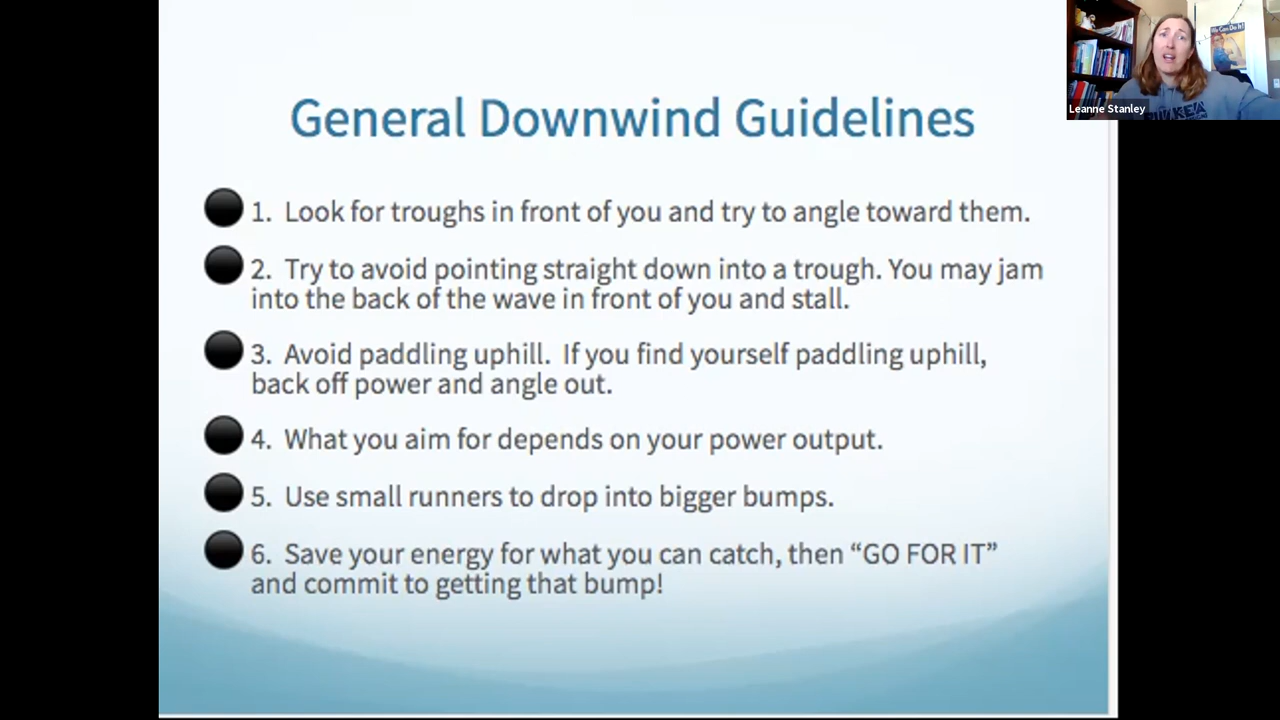 General Downwind Guidelines
1. Look for troughs in front of you and try to angle toward them.
2. Try to avoid pointing straight down into a trough. You may jam
into the back of the wave in front of you and stall.
3. Avoid paddling uphill. If you find yourself paddling uphill,
back off power and angle out.
4. What you aim for depends on your power output.
5. Use small runners to drop into bigger bumps.
6. Save your energy for what you can catch, then “GO FOR IT”
and commit to getting that bump!
We Can Do It!
Leanne Stanley